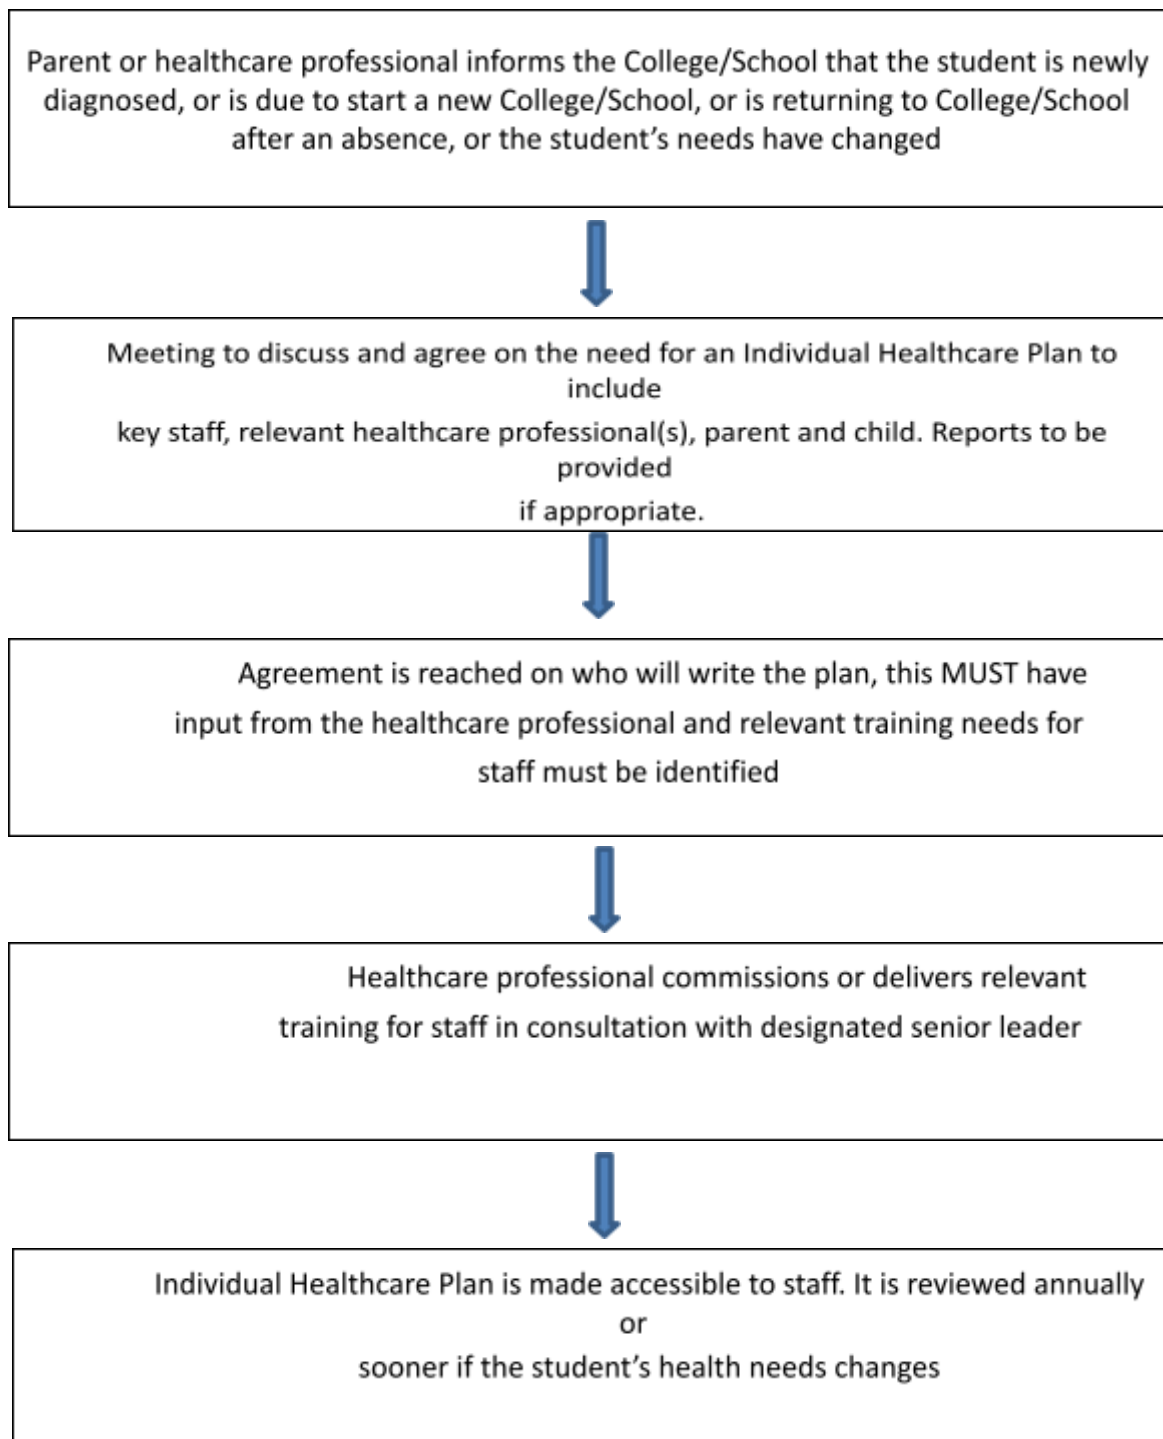 Parent or healthcare professional informs the College/School that the student is newly
diagnosed, or is due to start a new College/School, or is returning to College/School
after an absence, or the student’s needs have changed
Meeting to discuss and agree on the need for an Individual Healthcare Plan to
include
key staff, relevant healthcare professional(s), parent and child. Reports to be
provided
if appropriate.
Agreement is reached on who will write the plan, this MUST have
input from the healthcare professional and relevant training needs for
staff must be identified
Healthcare professional commissions or delivers relevant
training for staff in consultation with designated senior leader
Individual Healthcare Plan is made accessible to staff. It is reviewed annually
or
sooner if the student’s health needs changes